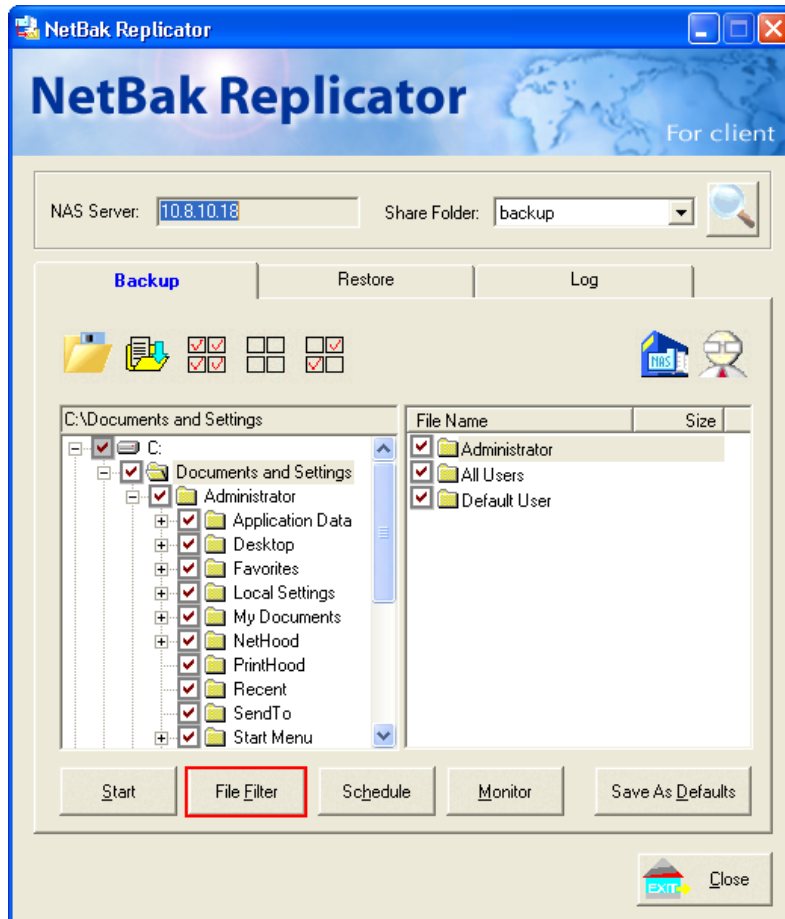 NetBak Replicator
NetBak Replicator
For client
NAS Server: 10.8.10.18 Share Folder: backup
Backup Restore Log
NAS
C:\Documents and Settings
File Name Size
C:
Documents and Settings
Administrator
Application Data
Desktop
Favorites
Local Settings
My Documents
NetHood
PrintHood
Recent
SendTo
Start Menu
Administrator
All Users
Default User
Start File Filter Schedule Monitor Save As Defaults
EXIT Close